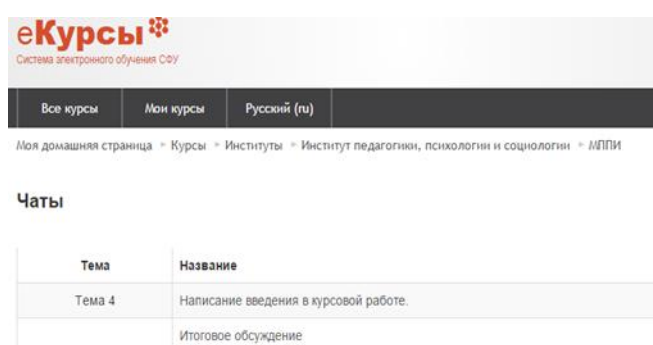 еКурсы
Система электронного обучения СФУ
Все курсы Мои курсы Русский (ru)
Моя домашняя страница ► Курсы ► Институты ► Институт педагогики, психологии и социологии ► МППИ
Чаты
Тема Название
Тема 4 Написание введения в курсовой работе.
Итоговое обсуждение